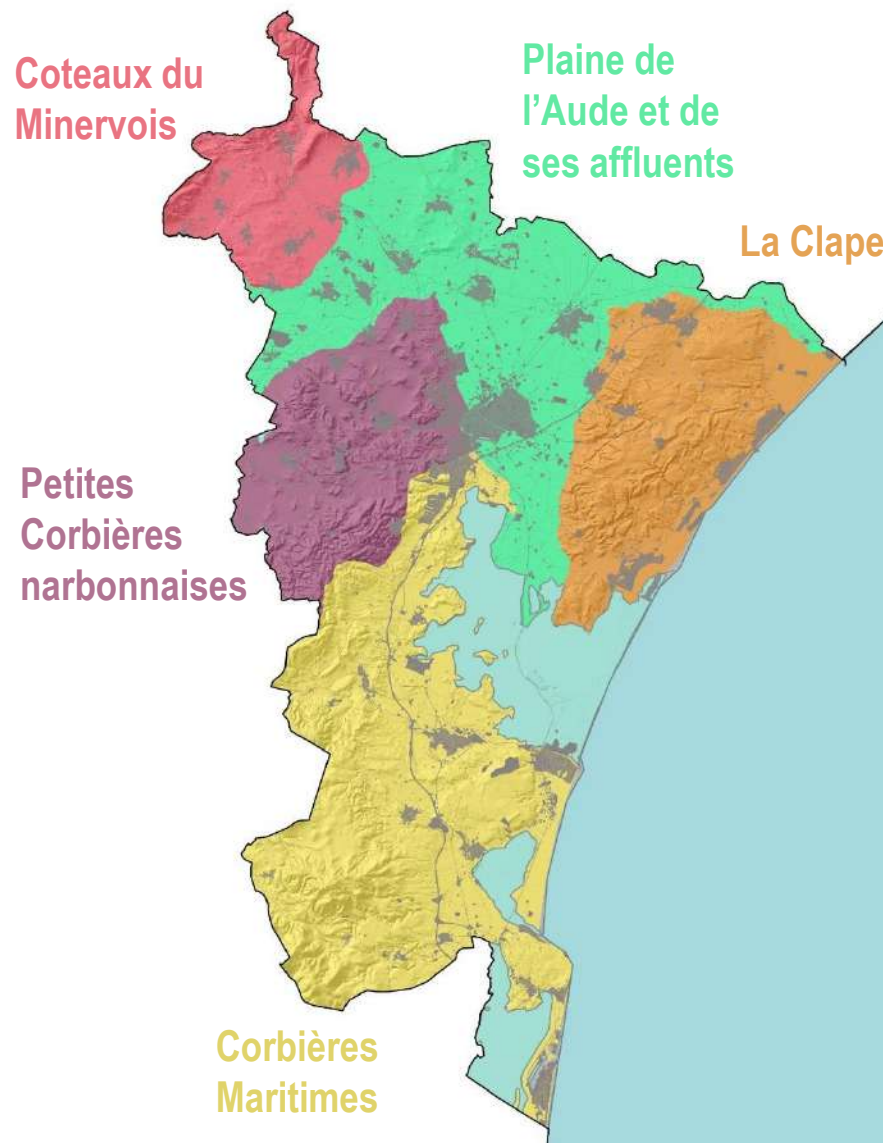 Coteaux du
Minervois
Plaine de
l’Aude et de
ses affluents
La Clape
Petites
Corbières
narbonnaises
Corbières
Maritimes